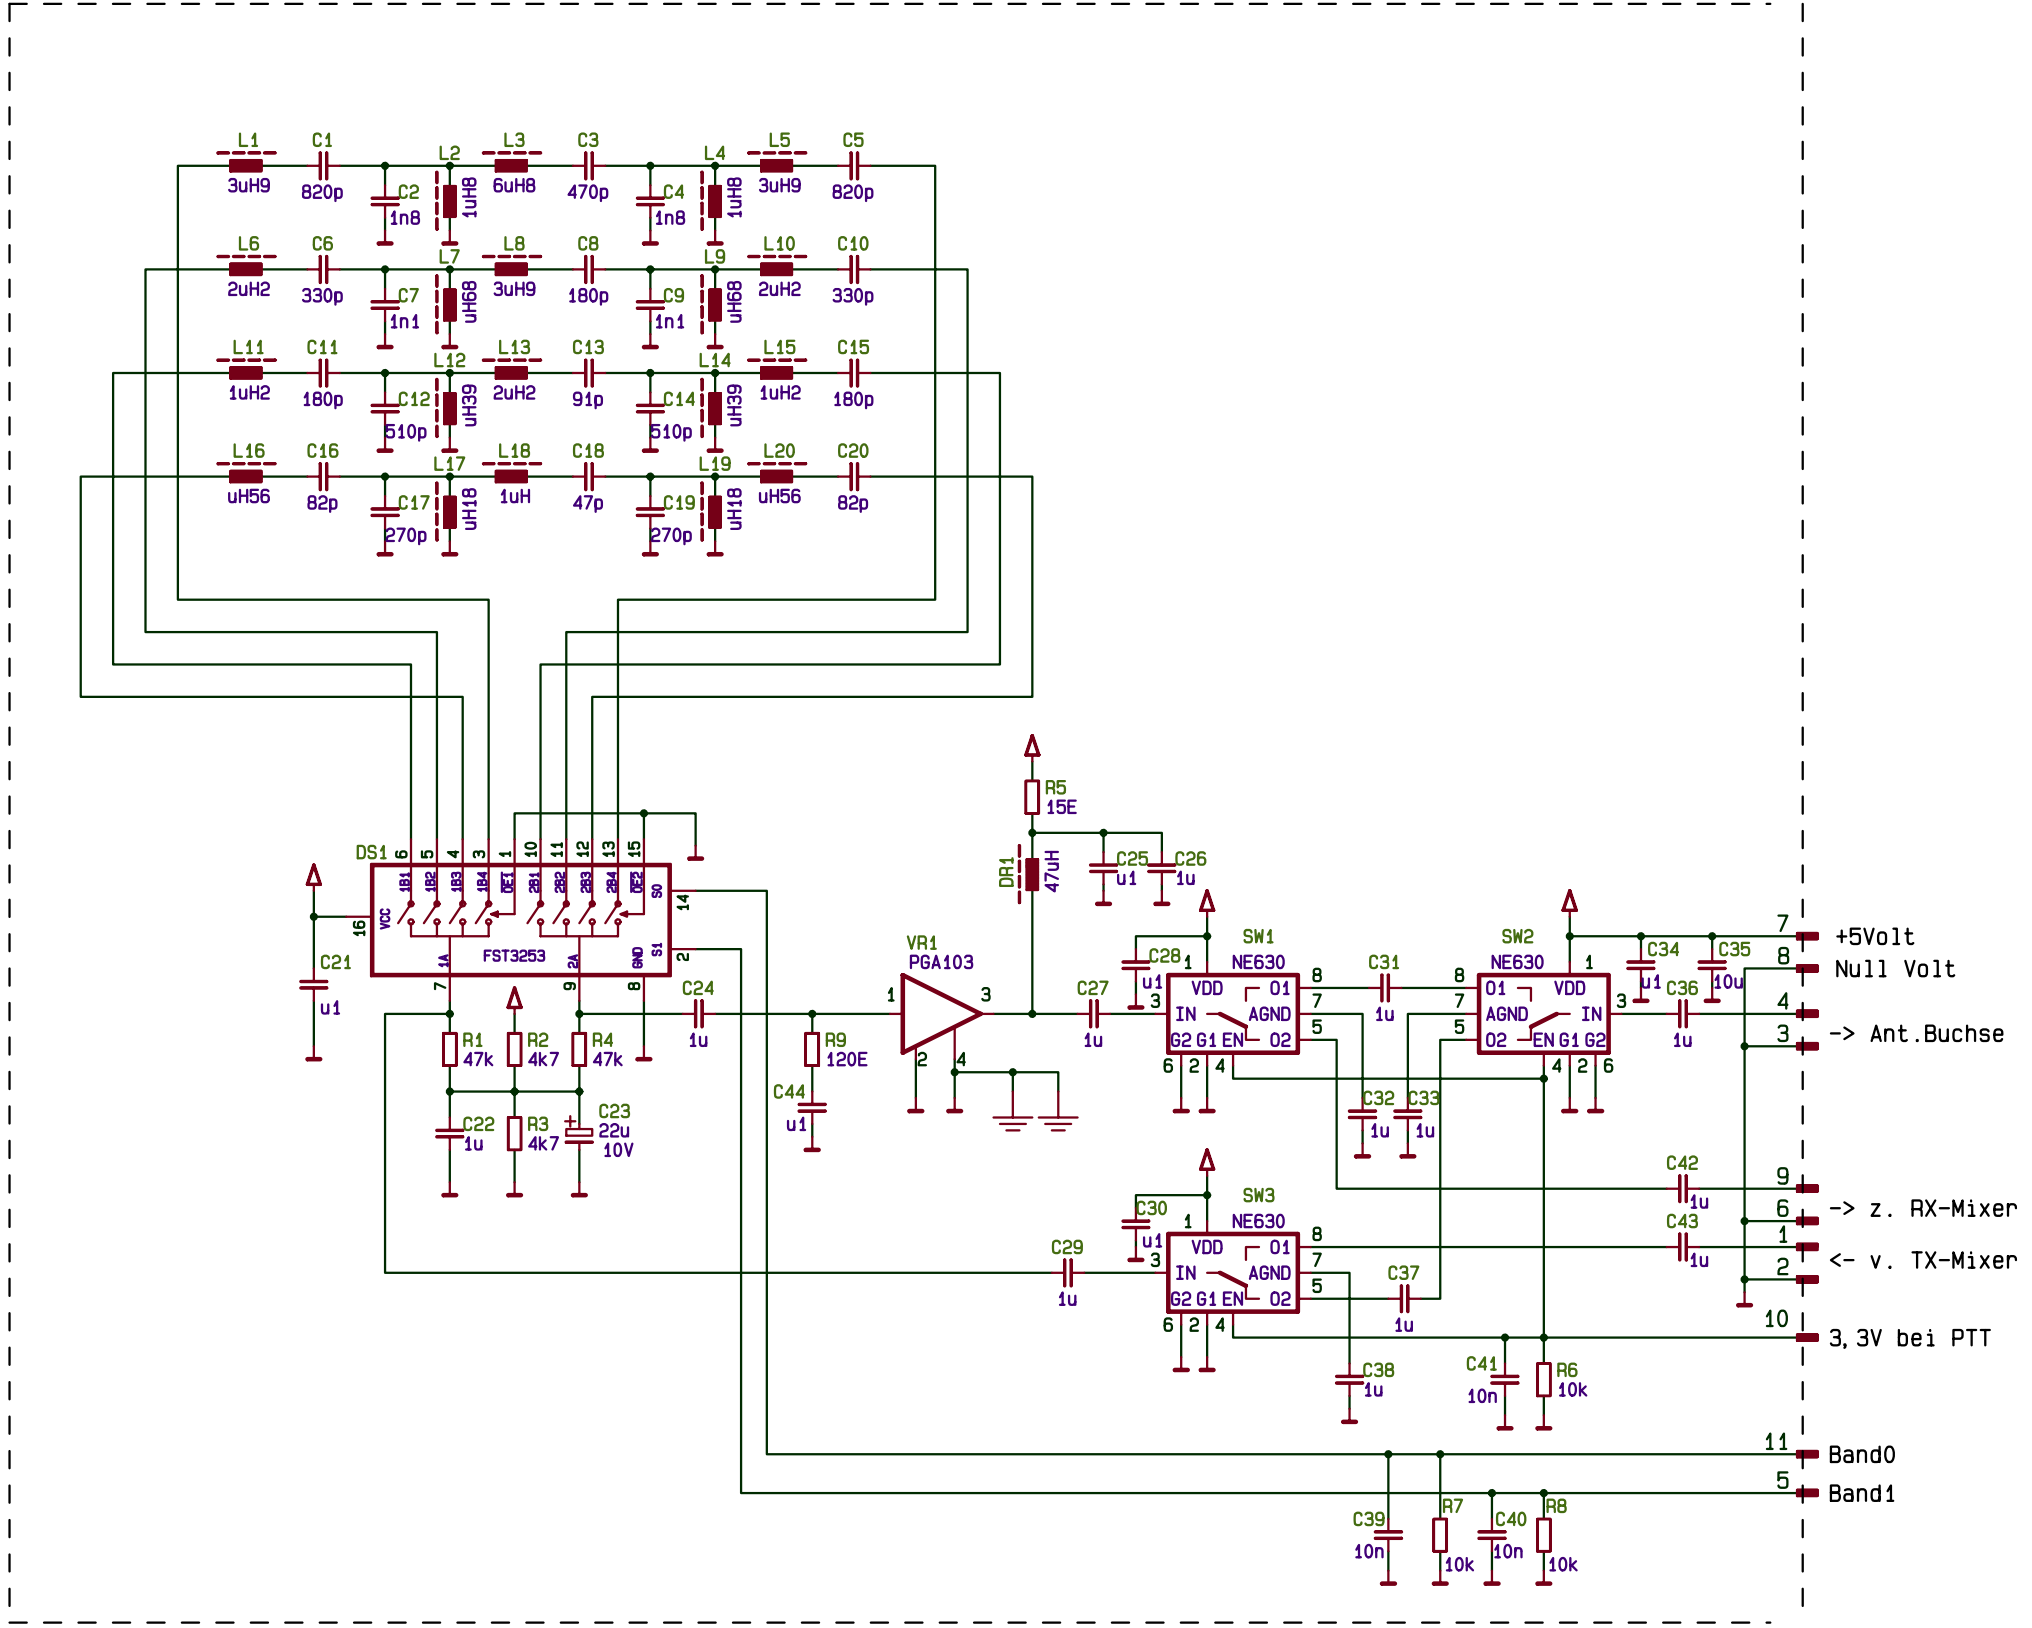 L1 C1 L2 L3 C3 L4 L5 C5
3uH9 820p 6uH8 470p 3uH9 820p
C2 1uH8 C4 1uH8
1n8 1n8
L6 C6 L7 L8 C8 L9 L10 C10
2uH2 330p 3uH9 180p 2uH2 330p
C7 uH68 C9 uH68
1n1 1n1
L11 C11 L12 L13 C13 L14 L15 C15
1uH2 180p 2uH2 91p 1uH2 180p
C12 uH39 C14 uH39
510p 510p
L16 C16 L17 L18 C18 L19 L20 C20
uH56 82p 1uH 47p uH56 82p
C17 uH18 C19 uH18
270p 270p
R5
15E
DS1 6 5 4 3 1 10 11 12 13 15
1B1 1B2 1B3 1B4 OE1 2B1 2B2 2B3 2B4 OE2 S0
14
16 VCC
FST3253
1A 2A GND S1
2
7 9 8
DR1 47uH
C25 C26
u1 1u
C21
u1
R1 R2 R4
47k 4k7 47k
C22 R3 C23
1u 4k7 22u
10V
C24
1u
VR1
PGA103
1 3
2 4
R9
120E
C44
u1
C27
1u
C28
u1
SW1
NE630
1 VDD O1 8
3 IN AGND 7
G2 G1 EN O2 5
6 2 4
C31
1u
SW2
NE630
8 O1 VDD 1
7 AGND IN 3
5 O2 EN G1 G2
4 2 6
C34 C35
u1 10u
C36
1u
C32 C33
1u 1u
7 +5Volt
8 Null Volt
4
3 -> Ant.Buchse
C42
1u
9
6 -> z. RX-Mixer
C43
1u
1
2 <- v. TX-Mixer
C30
u1
SW3
NE630
1 VDD O1 8
3 IN AGND 7
G2 G1 EN O2 5
6 2 4
C29
1u
C37
1u
C38
1u
10 3,3V bei PTT
C41 R6
10n 10k
11 Band0
5 Band1
C39 R7 C40 R8
10n 10k 10n 10k